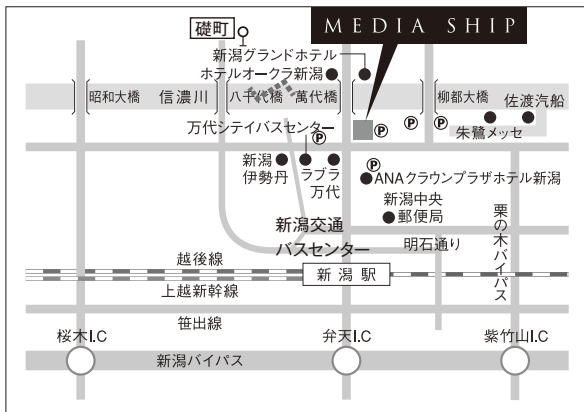 MEDIA SHIP
礎町
新潟グランドホテル
ホテルオークラ新潟
昭和大橋
信濃川
八千代橋
萬代橋
柳都大橋
佐渡汽船
朱鷺メッセ
万代シテイバスセンター
P
P
P
P
P
新潟
伊勢丹
ラブラ
万代
ANAクラウンプラザホテル新潟
新潟中央
郵便局
新潟交通
バスセンター
明石通り
栗の木バイパス
越後線
新潟駅
上越新幹線
笹出線
桜木I.C
弁天I.C
紫竹山I.C
新潟バイパス